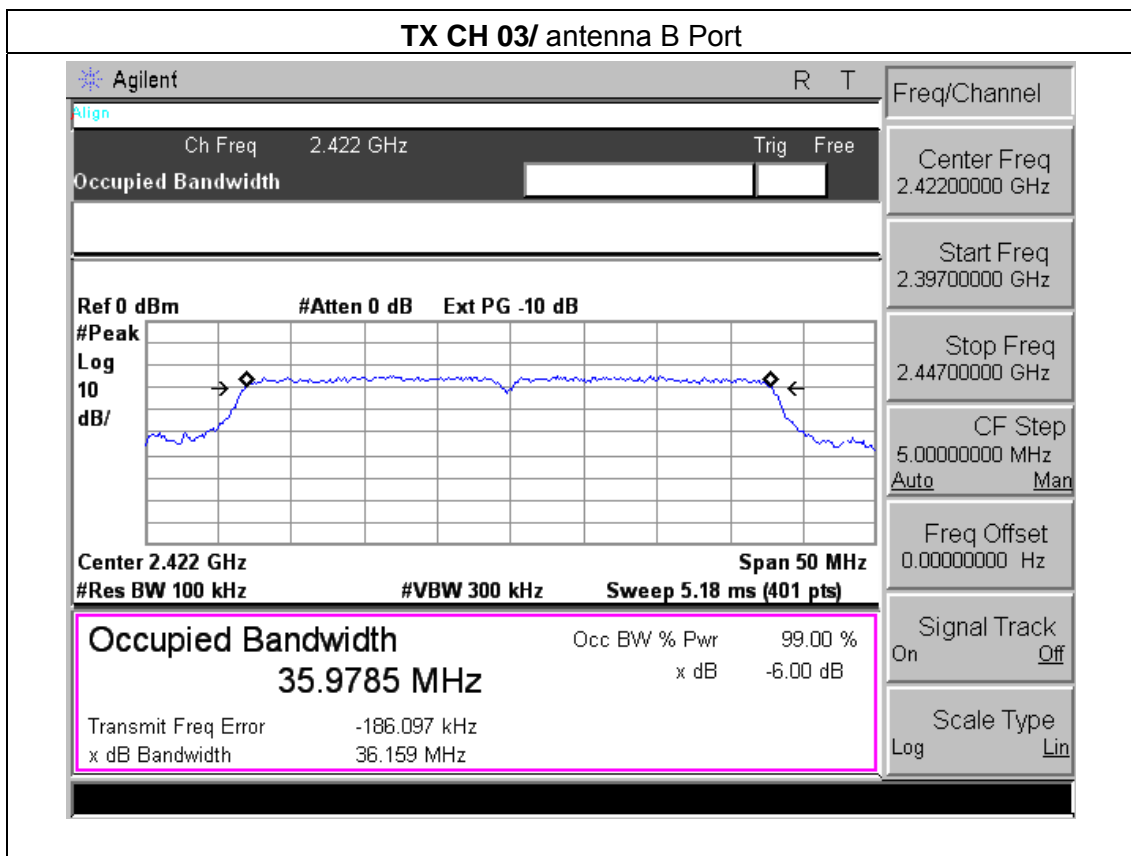 TX CH 03/ antenna B Port
Agilent R T
Align
Ch Freq 2.422 GHz Trig Free
Occupied Bandwidth
Ref 0 dBm #Atten 0 dB Ext PG -10 dB
#Peak
Log
10
dB/
Center 2.422 GHz Span 50 MHz
#Res BW 100 kHz #VBW 300 kHz Sweep 5.18 ms (401 pts)
Occupied Bandwidth Occ BW % Pwr 99.00 %
35.9785 MHz x dB -6.00 dB
Transmit Freq Error -186.097 kHz
x dB Bandwidth 36.159 MHz
Freq/Channel
Center Freq
2.42200000 GHz
Start Freq
2.39700000 GHz
Stop Freq
2.44700000 GHz
CF Step
5.00000000 MHz
Auto Man
Freq Offset
0.00000000 Hz
Signal Track
On Off
Scale Type
Log Lin